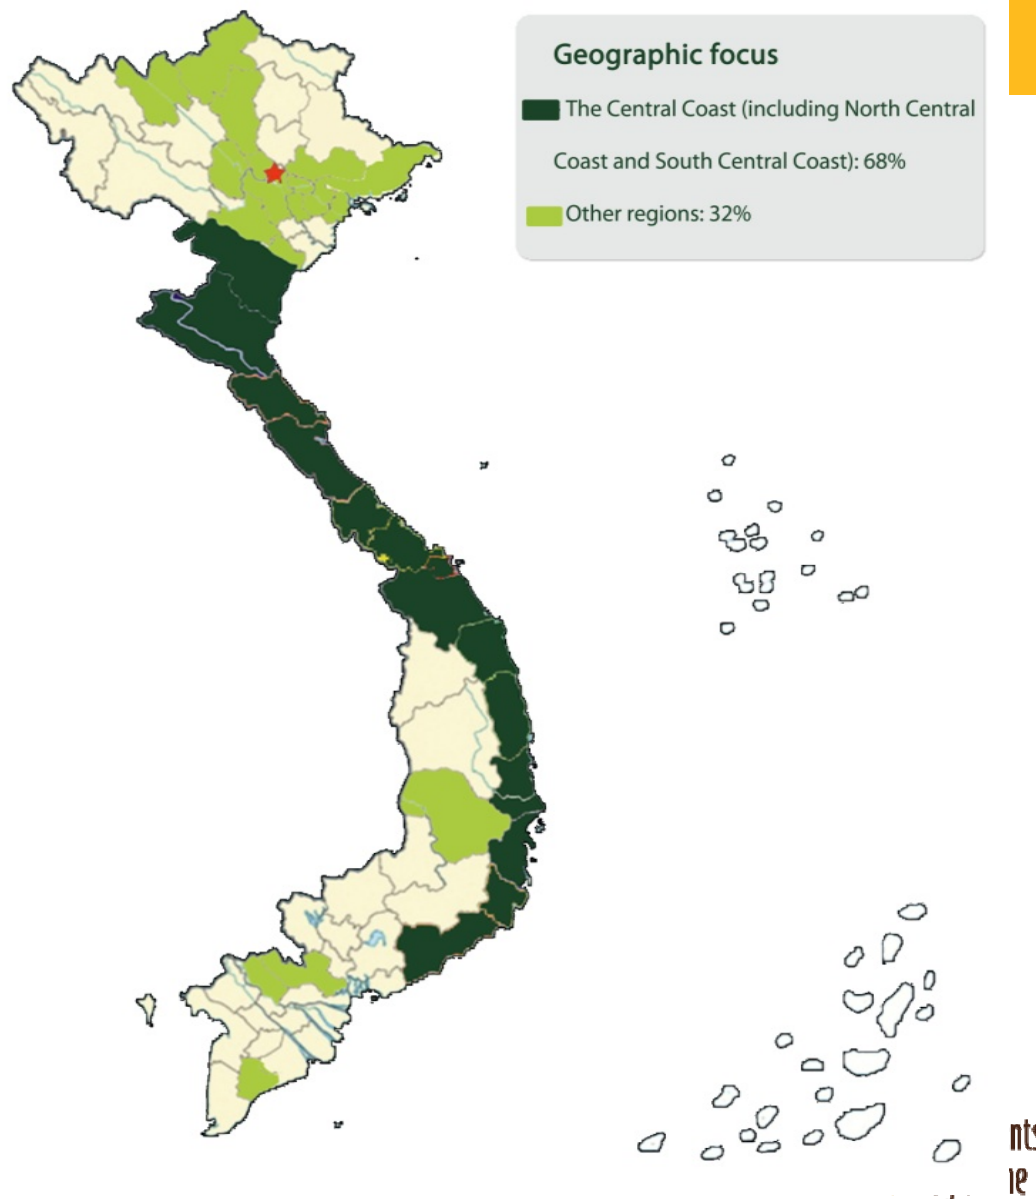 Geographic focus
The Central Coast (including North Central
Coast and South Central Coast): 68%
Other regions: 32%